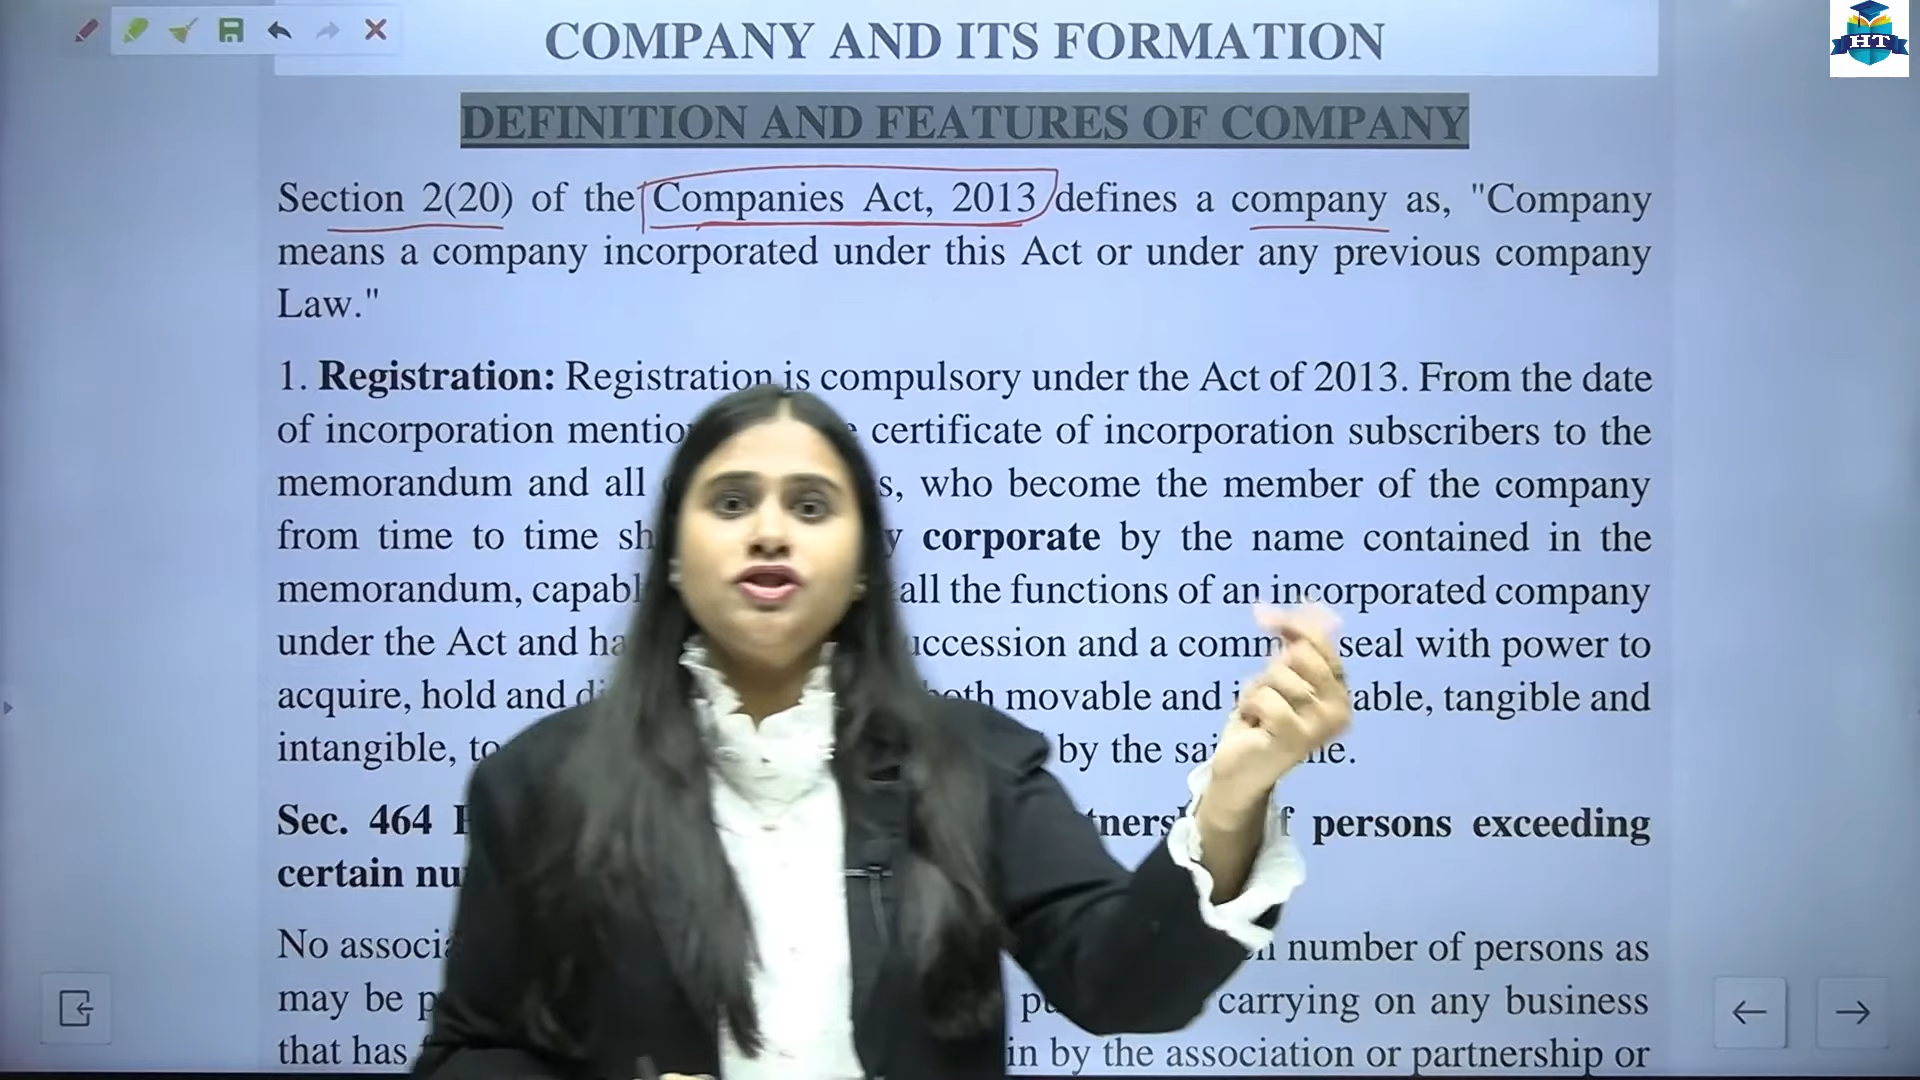 COMPANY AND ITS FORMATION
HT
DEFINITION AND FEATURES OF COMPANY
Section 2(20) of the Companies Act, 2013 defines a company as, "Company
means a company incorporated under this Act or under any previous company
Law."
1. Registration: Registration is compulsory under the Act of 2013. From the date
of incorporation certificate of incorporation subscribers to the
memorandum and all who become the member of the company
from time to time corporate by the name contained in the
memorandum, all the functions of an incorporated company
under the Act and seal with power to
acquire, hold and both movable and tangible and
intangible, by the
Sec. 464 persons exceeding
certain
No number of persons as
may be carrying on any business
that has by the association or partnership or